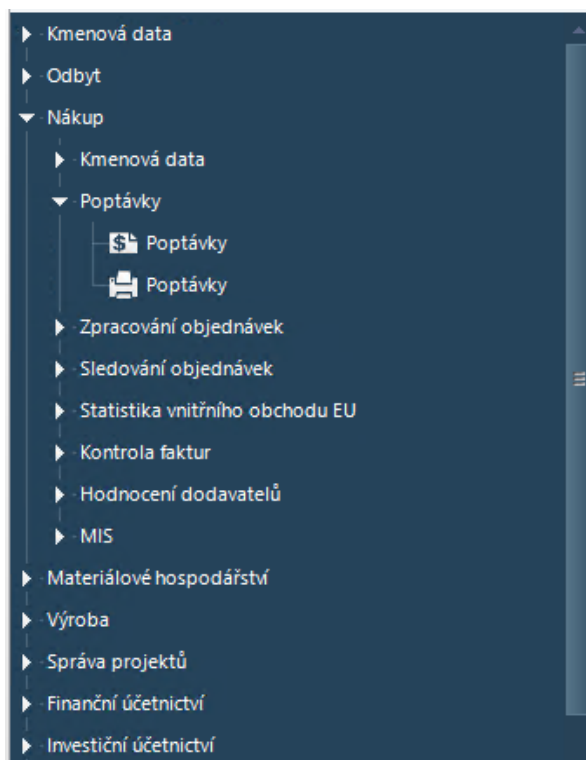 Kmenová data
Odbyt
Nákup
Kmenová data
Poptávky
Poptávky
Poptávky
Zpracování objednávek
Sledování objednávek
Statistika vnitřního obchodu EU
Kontrola faktur
Hodnocení dodavatelů
MIS
Materiálové hospodářství
Výroba
Správa projektů
Finanční účetnictví
Investiční účetnictví